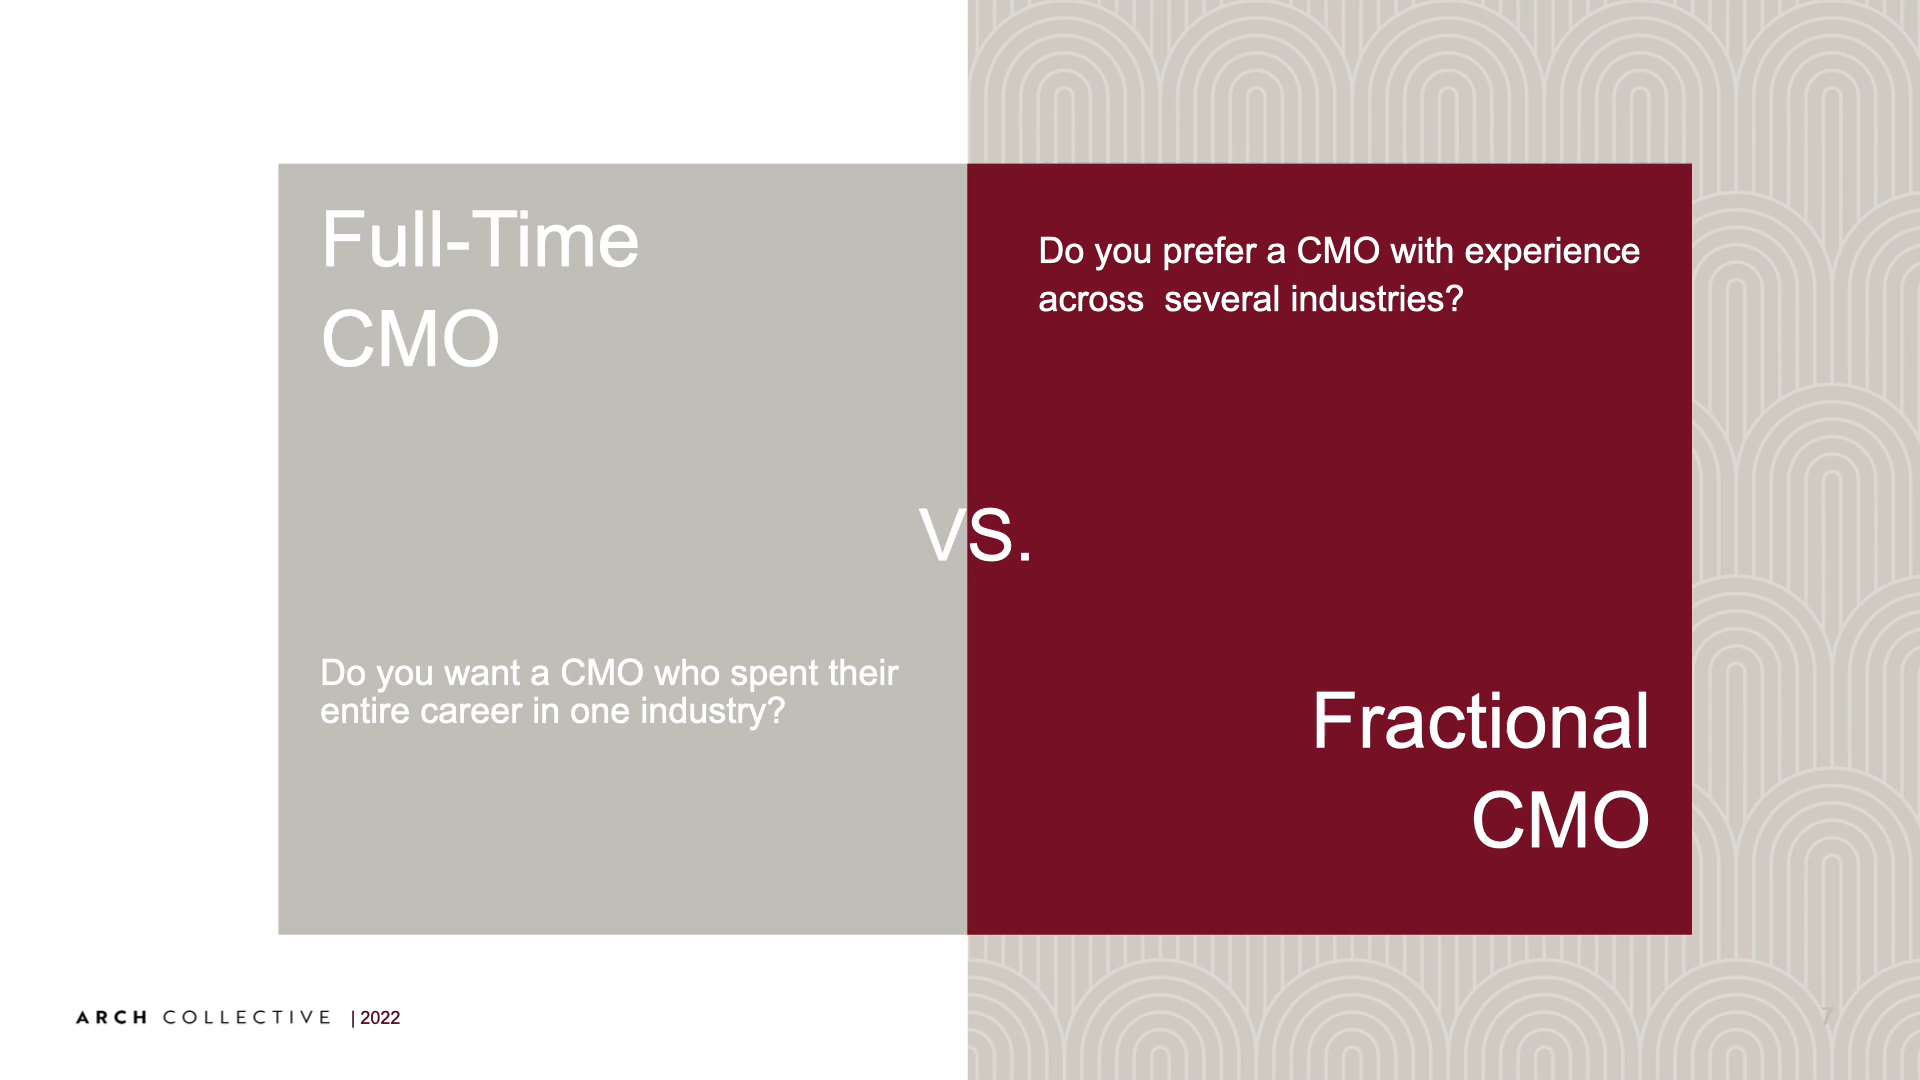 Full-Time
CMO
Do you want a CMO who spent their
entire career in one industry?
VS.
Do you prefer a CMO with experience
across  several industries?
Fractional
CMO
ARCH COLLECTIVE | 2022
7